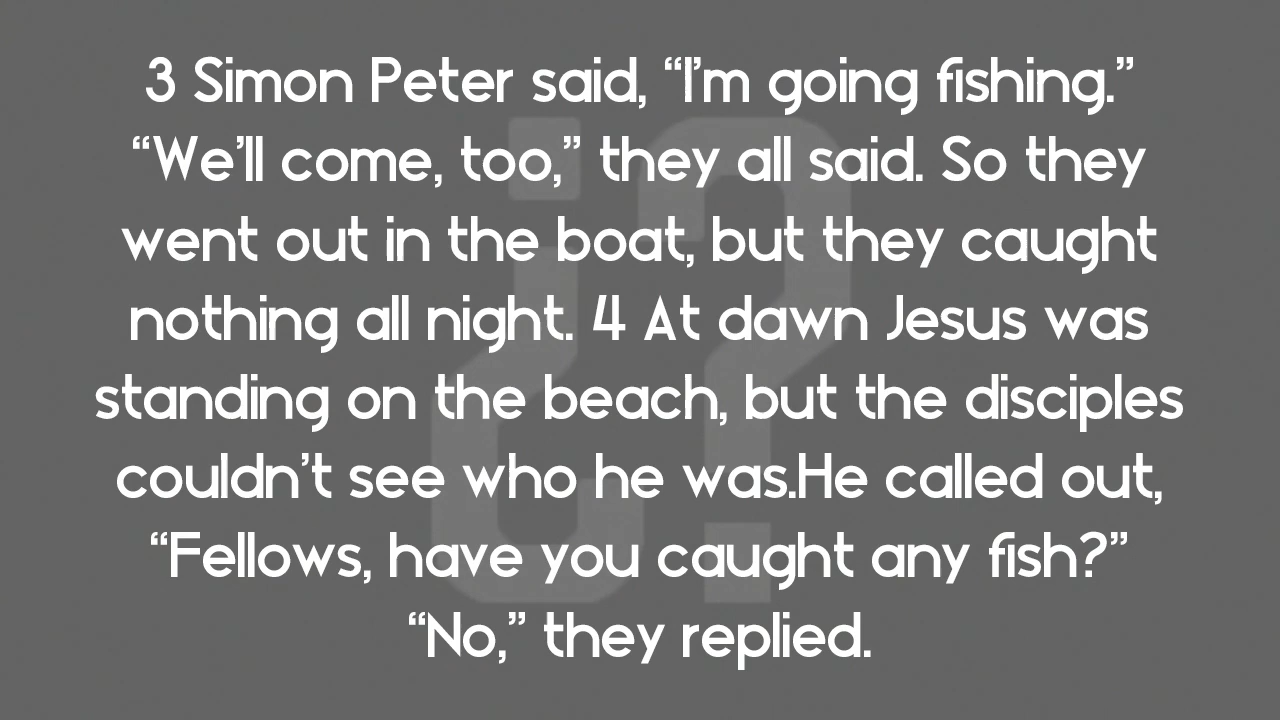 3 Simon Peter said, “I’m going fishing.”
“We’ll come, too,” they all said. So they
went out in the boat, but they caught
nothing all night. 4 At dawn Jesus was
standing on the beach, but the disciples
couldn’t see who he was.He called out,
“Fellows, have you caught any fish?”
“No,” they replied.